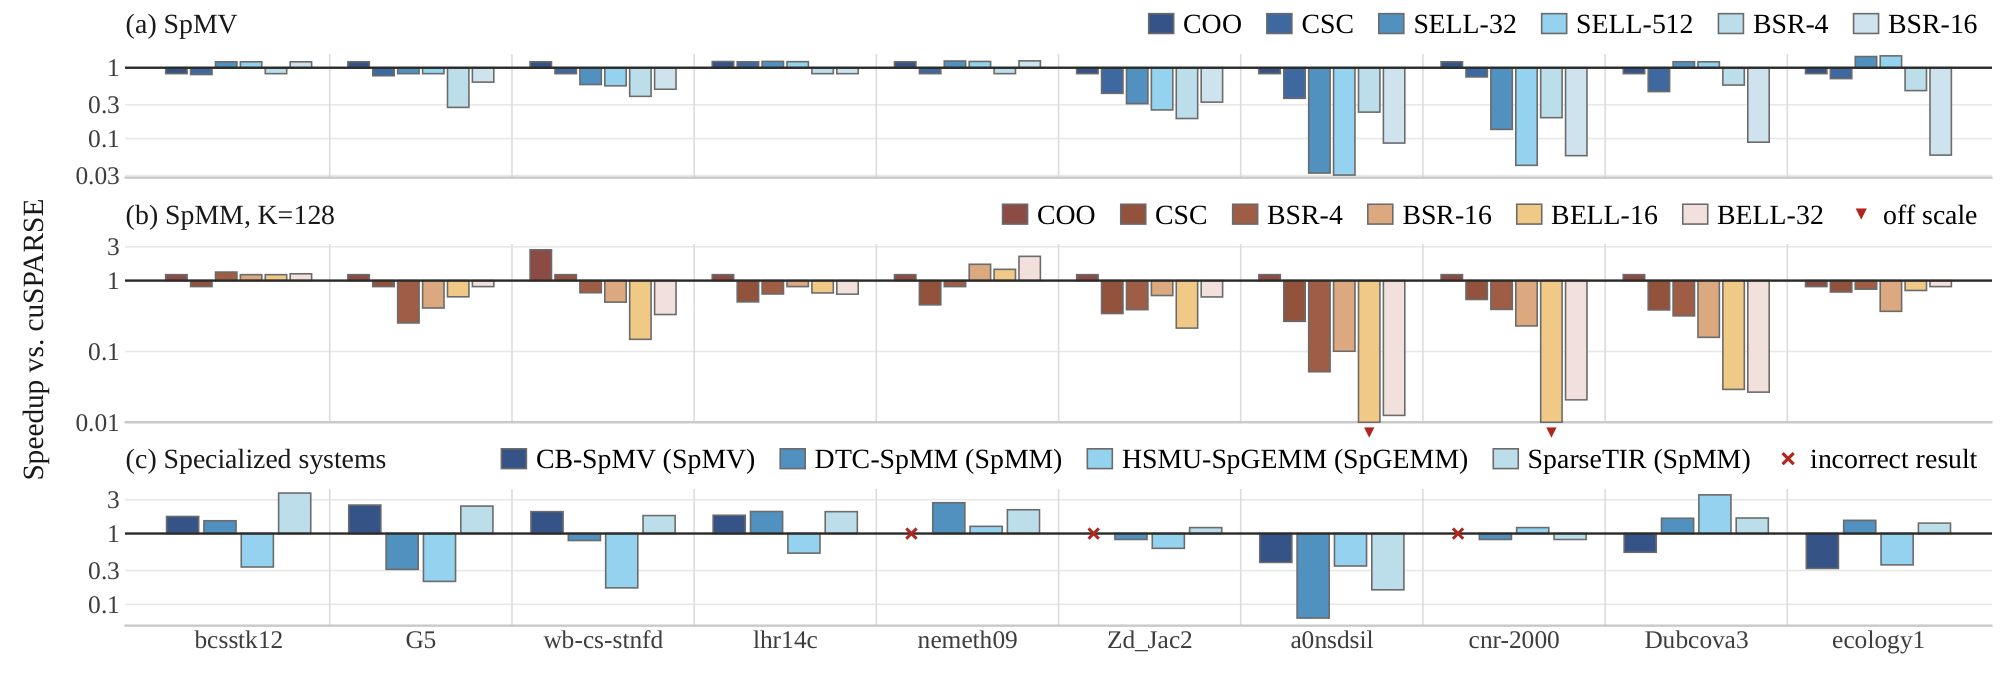 (a) SpMV
COO CSC SELL-32 SELL-512 BSR-4 BSR-16
1
0.3
0.1
0.03
Speedup vs. cuSPARSE
(b) SpMM, K=128
COO CSC BSR-4 BSR-16 BELL-16 BELL-32 off scale
3
1
0.1
0.01
(c) Specialized systems
CB-SpMV (SpMV) DTC-SpMM (SpMM) HSMU-SpGEMM (SpGEMM) SparseTIR (SpMM) incorrect result
3
1
0.3
0.1
bcsstk12 G5 wb-cs-stnfd lhr14c nemeth09 Zd_Jac2 a0nsdsil cnr-2000 Dubcova3 ecology1